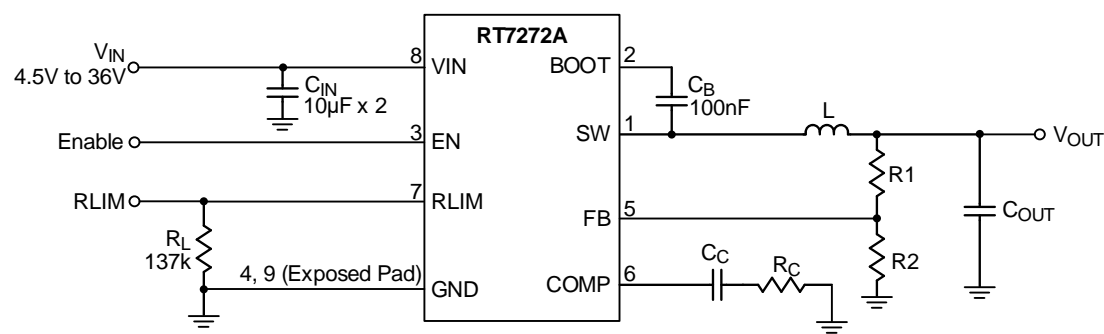 RT7272A
V_IN
4.5V to 36V
8
VIN
BOOT
2
C_IN
10µF x 2
C_B
100nF
Enable
3
EN
SW
1
L
V_OUT
RLIM
7
RLIM
R1
FB
5
C_OUT
R_L
137k
R2
4, 9 (Exposed Pad)
GND
COMP
6
C_C
R_C